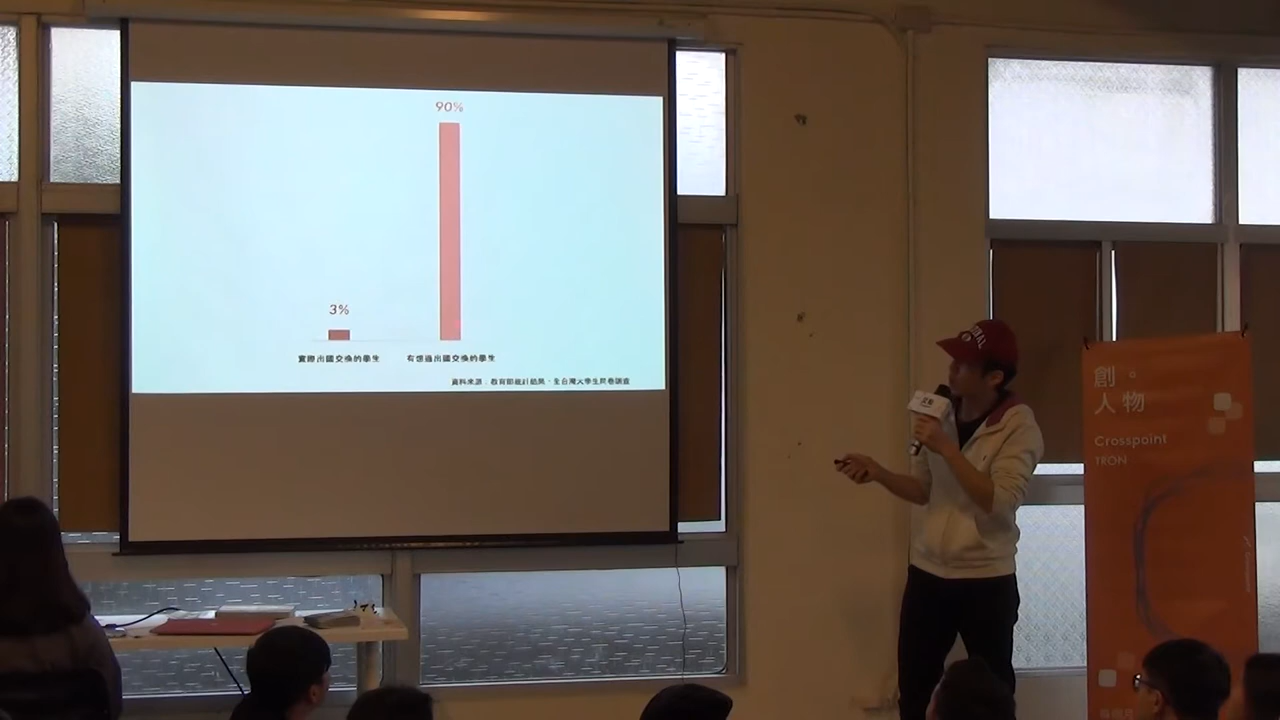 90%
3%
實際出國交換的學生
有想過出國交換的學生
資料來源：教育部統計結果、全台灣大學生問卷調查
創。
人物
Crosspoint
TRON